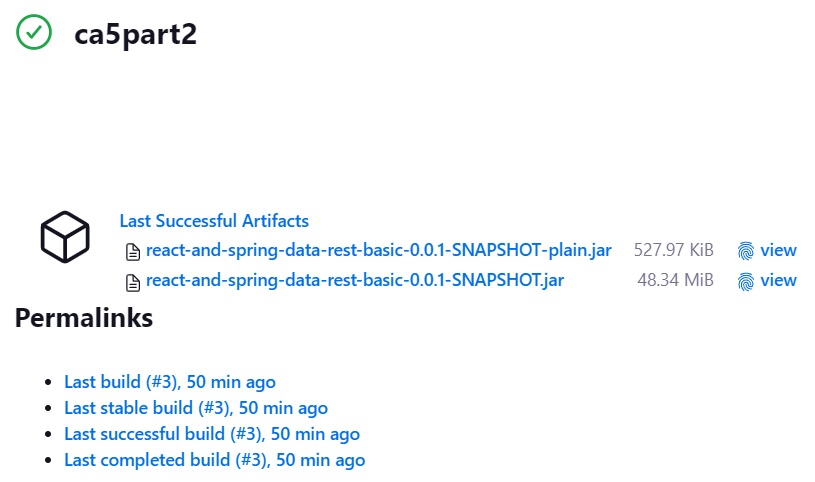 ca5part2
Last Successful Artifacts
react-and-spring-data-rest-basic-0.0.1-SNAPSHOT-plain.jar 527.97 KiB view
react-and-spring-data-rest-basic-0.0.1-SNAPSHOT.jar 48.34 MiB view
Permalinks
Last build (#3), 50 min ago
Last stable build (#3), 50 min ago
Last successful build (#3), 50 min ago
Last completed build (#3), 50 min ago